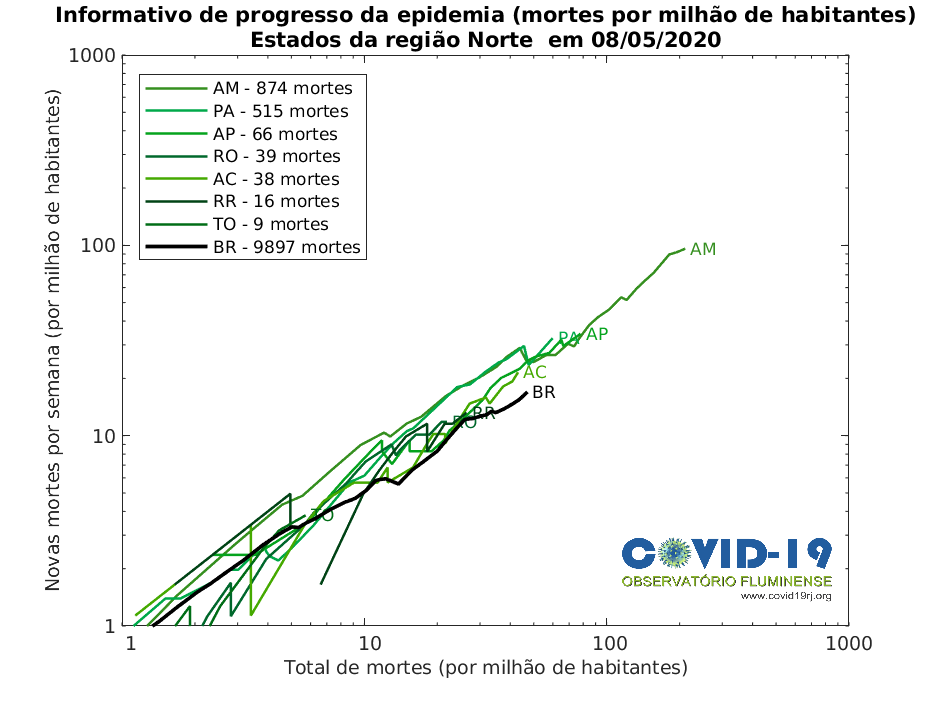 Informativo de progresso da epidemia (mortes por milhão de habitantes)
Estados da região Norte  em 08/05/2020
Novas mortes por semana (por milhão de habitantes)
1000
100
10
1
AM - 874 mortes
PA - 515 mortes
AP - 66 mortes
RO - 39 mortes
AC - 38 mortes
RR - 16 mortes
TO - 9 mortes
BR - 9897 mortes
AM
PA
AP
AC
BR
RR
RO
TO
COVID-19
OBSERVATÓRIO FLUMINENSE
www.covid19rj.org
1
10
100
1000
Total de mortes (por milhão de habitantes)